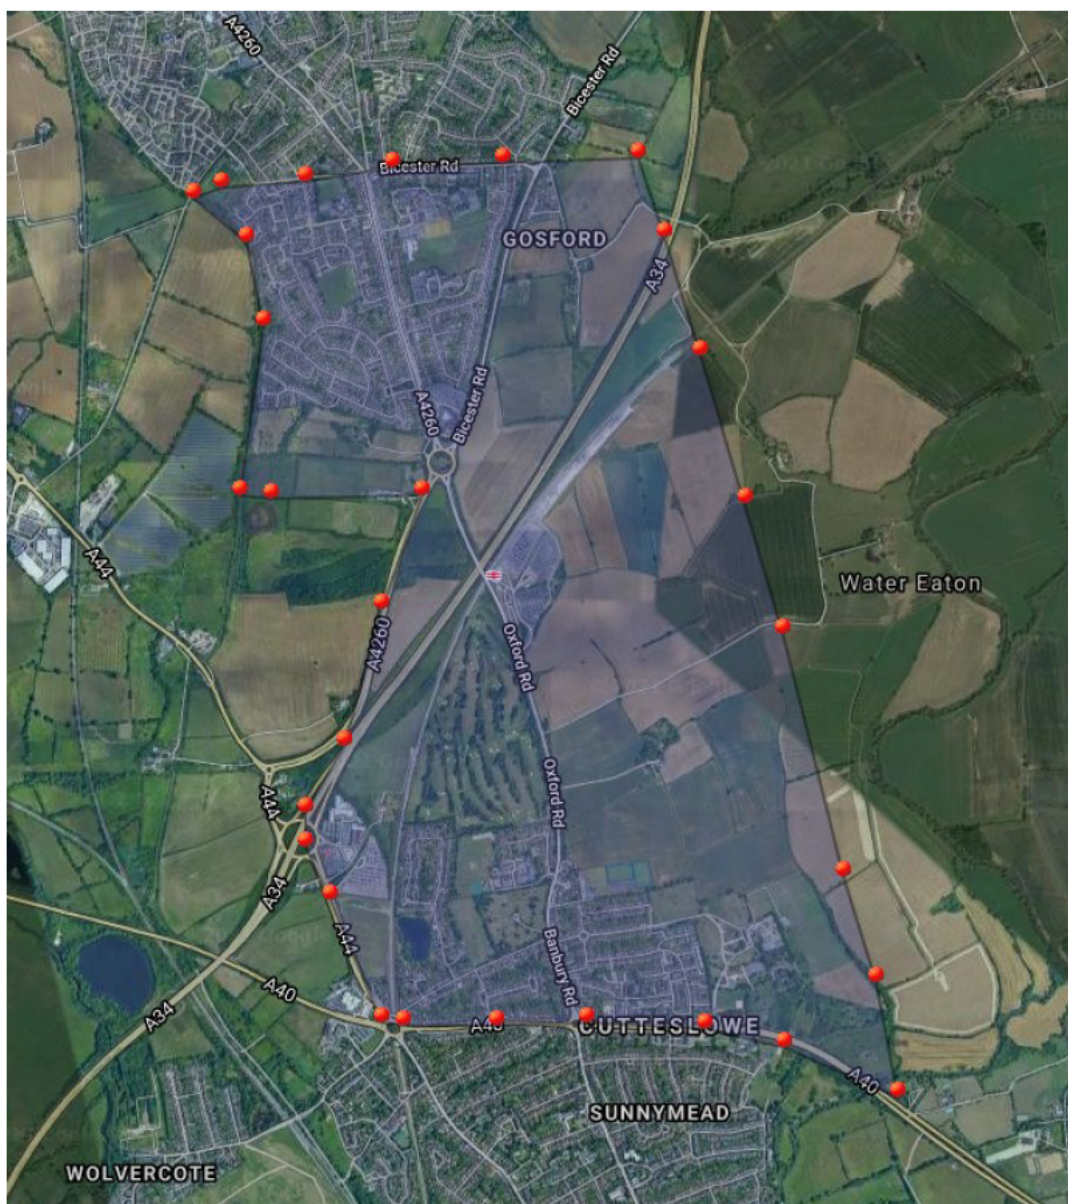 A4260
Bicester Rd
Bicester Rd
GOSFORD
A34
A4260
Bicester Rd
A44
Water Eaton
A4260
Oxford Rd
A44
Oxford Rd
A34
A44
Banbury Rd
A40
A34
A40
CUTTESLOWE
A40
SUNNYMEAD
WOLVERCOTE